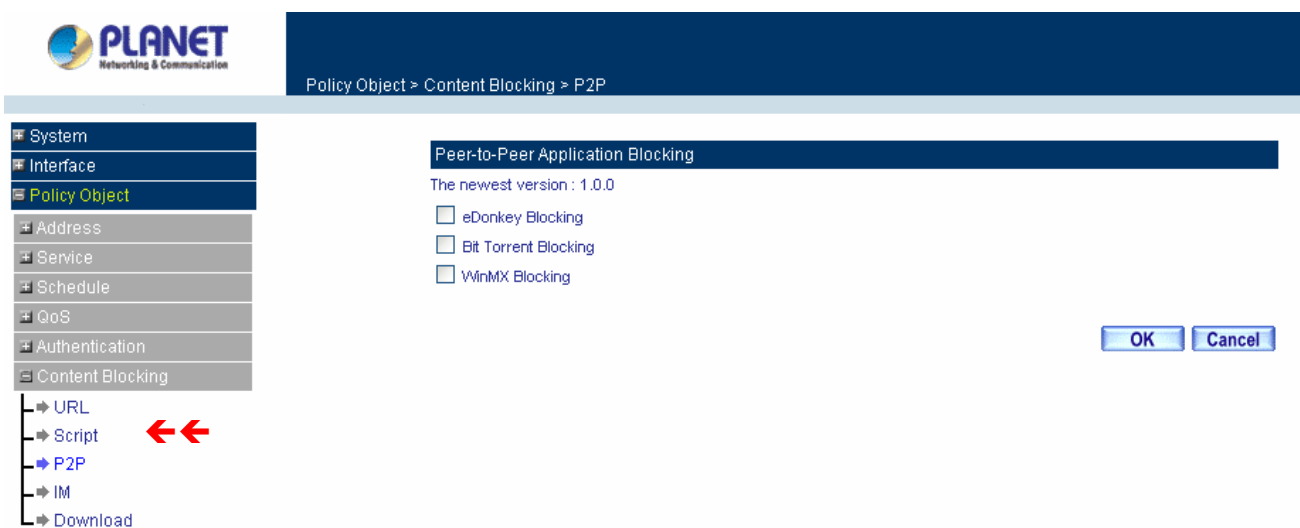 PLANET
Networking & Communication
Policy Object > Content Blocking > P2P
System
Interface
Policy Object
Address
Service
Schedule
QoS
Authentication
Content Blocking
URL
Script
P2P
IM
Download
Peer-to-Peer Application Blocking
The newest version : 1.0.0
eDonkey Blocking
Bit Torrent Blocking
WinMX Blocking
OK Cancel